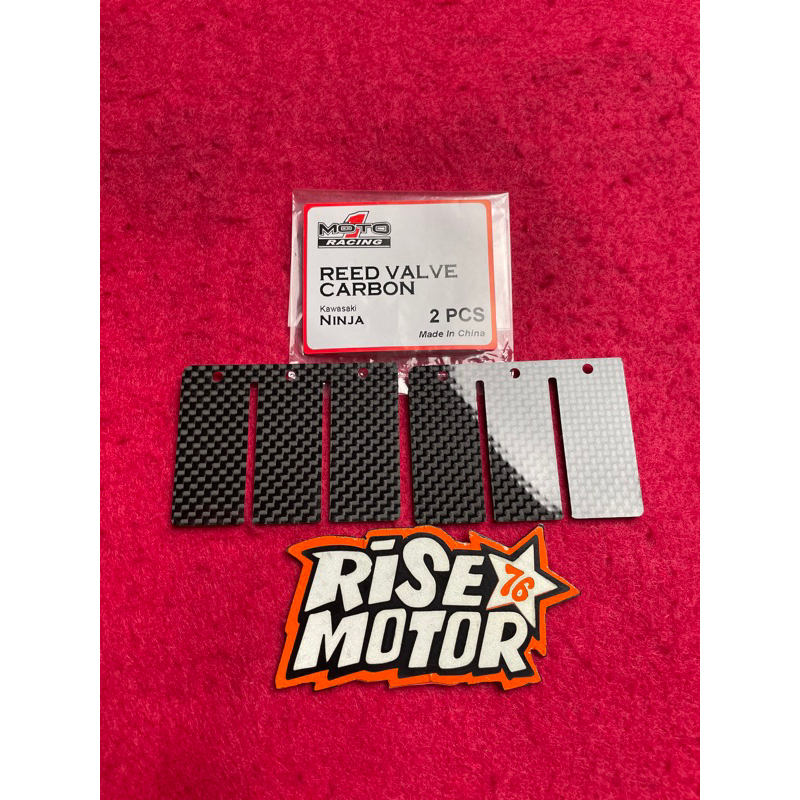 MOTO 1
RACING
REED VALVE
CARBON
Kawasaki
NINJA
2 PCS
Made In China
RiSE 76
MOTOR